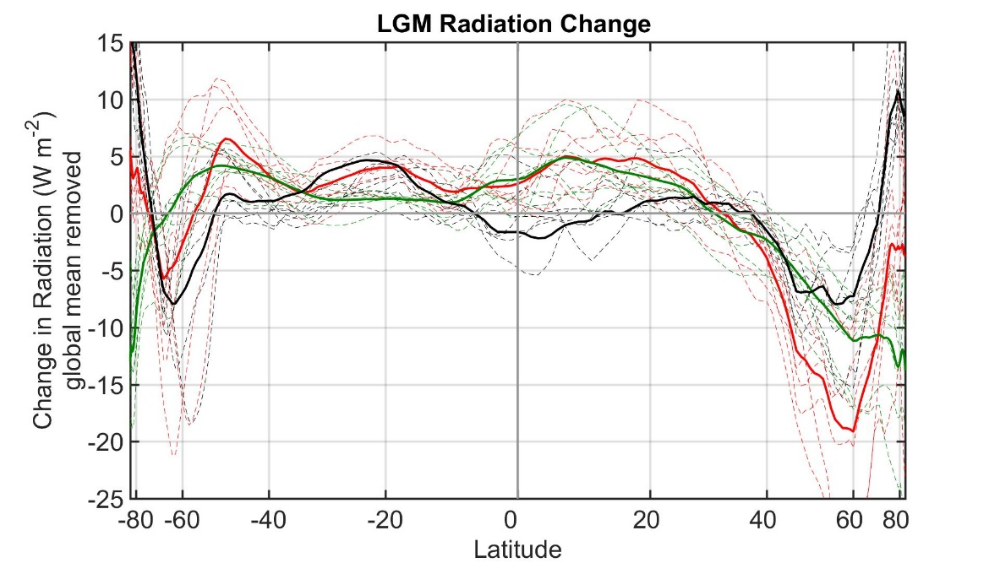 LGM Radiation Change
Change in Radiation (W m⁻²)
global mean removed
15
10
5
0
-5
-10
-15
-20
-25
-80 -60 -40 -20 0 20 40 60 80
Latitude